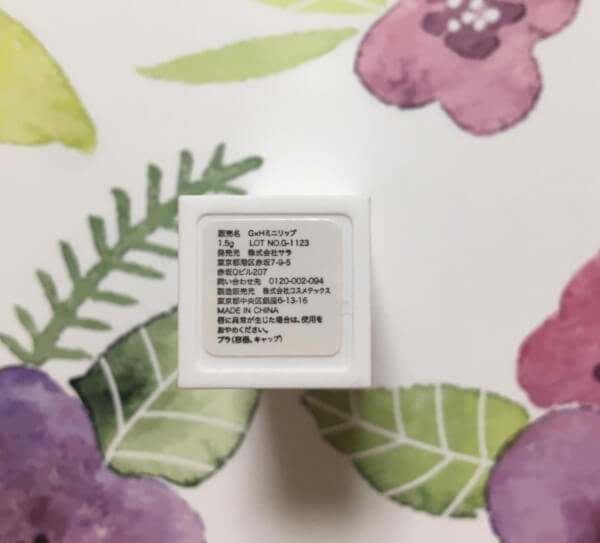 販売名 G×Hミニリップ
1.5g LOT NO.G-1123
発売元 株式会社サラ
東京都港区赤坂7-9-5
赤坂Qビル207
問い合わせ先 0120-002-094
製造販売元 株式会社コスメテックス
東京都中央区銀座6-13-16
MADE IN CHINA
唇に異常が生じた場合は、使用を
おやめください。
プラ(容器、キャップ)